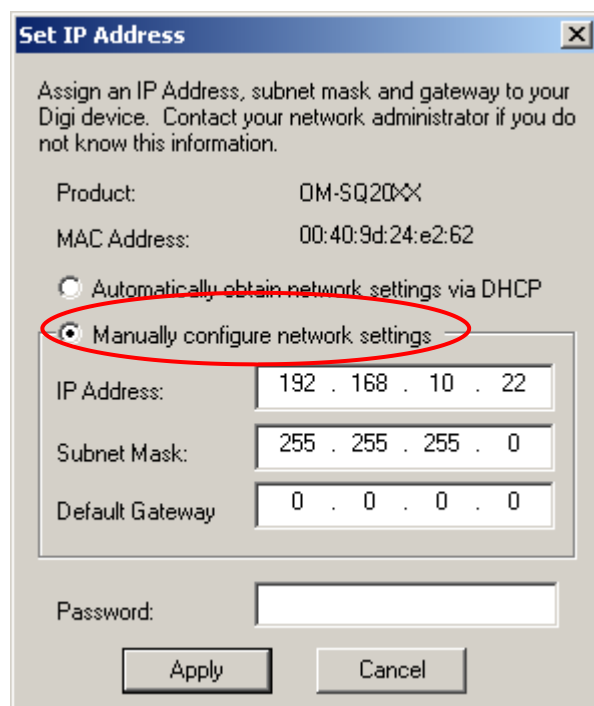 Set IP Address
Assign an IP Address, subnet mask and gateway to your
Digi device. Contact your network administrator if you do
not know this information.
Product: OM-SQ20XX
MAC Address: 00:40:9d:24:e2:62
Automatically obtain network settings via DHCP
Manually configure network settings
IP Address: 192 . 168 . 10 . 22
Subnet Mask: 255 . 255 . 255 . 0
Default Gateway 0 . 0 . 0 . 0
Password:
Apply Cancel